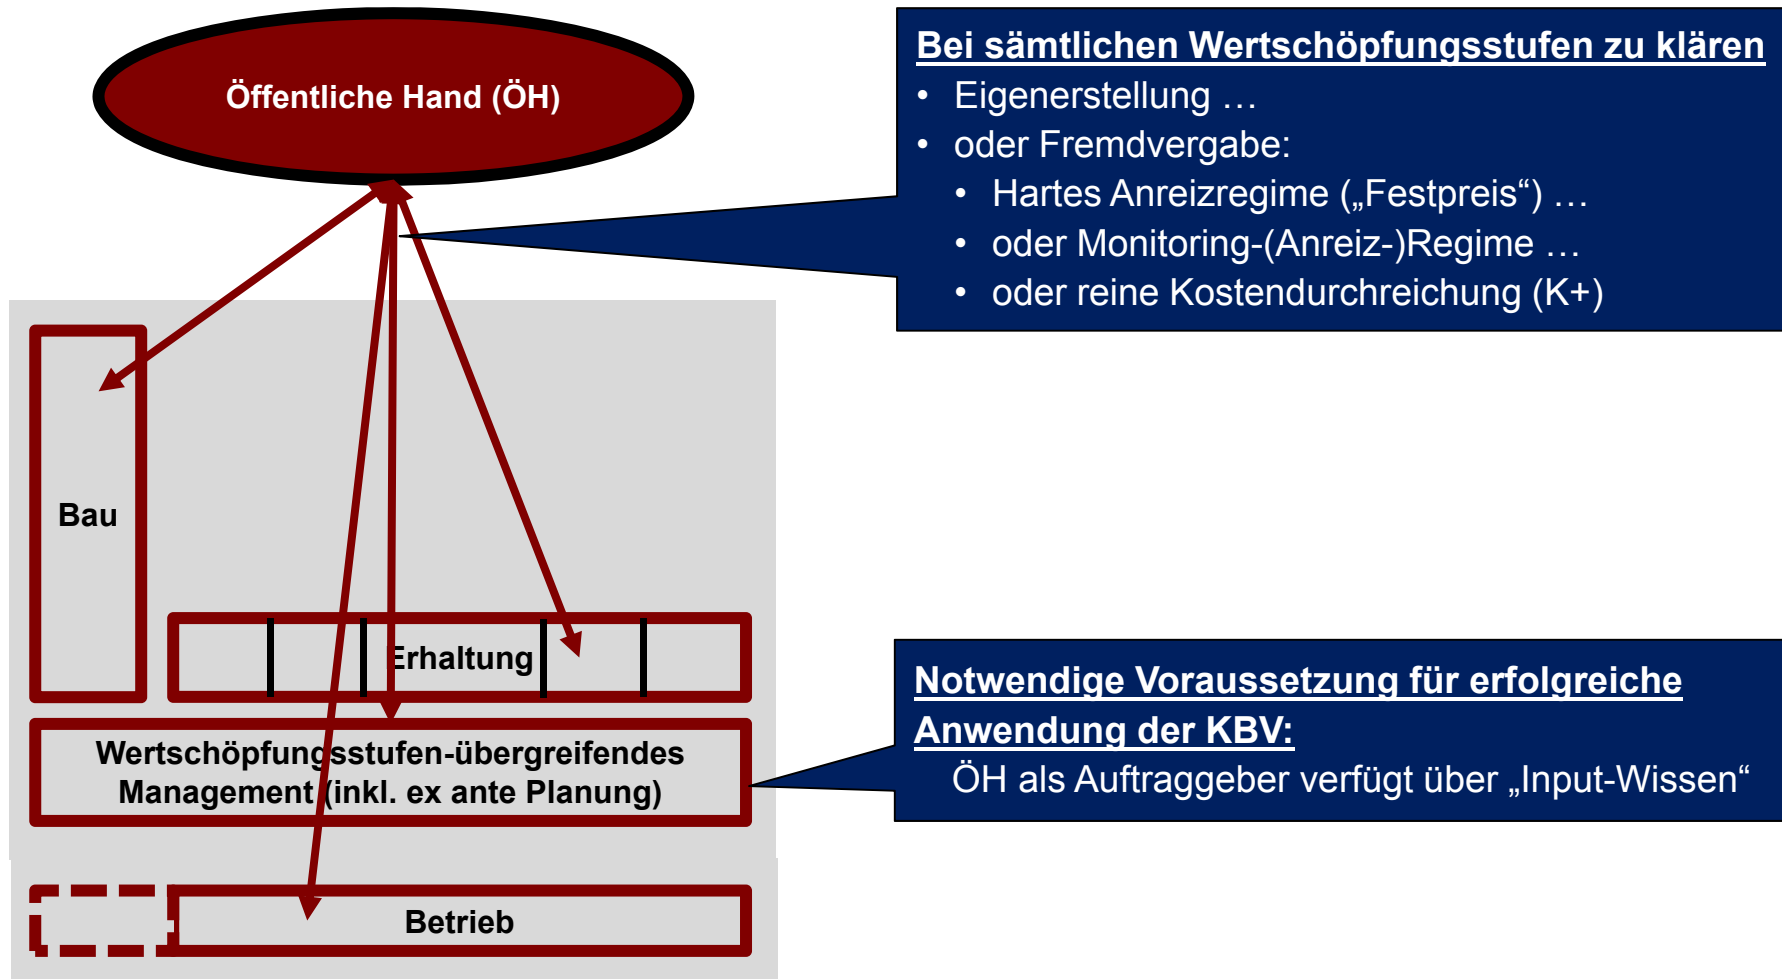 Öffentliche Hand (ÖH)
Bei sämtlichen Wertschöpfungsstufen zu klären
• Eigenerstellung …
• oder Fremdvergabe:
• Hartes Anreizregime („Festpreis“) …
• oder Monitoring-(Anreiz-)Regime …
• oder reine Kostendurchreichung (K+)
Bau
Erhaltung
Wertschöpfungsstufen-übergreifendes
Management (inkl. ex ante Planung)
Betrieb
Notwendige Voraussetzung für erfolgreiche
Anwendung der KBV:
ÖH als Auftraggeber verfügt über „Input-Wissen“